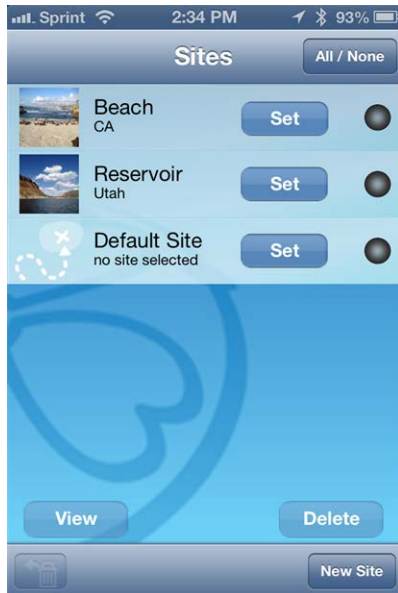 Sprint 2:34 PM 93%
Sites All / None
Beach Set
CA
Reservoir Set
Utah
Default Site Set
no site selected
View Delete
New Site